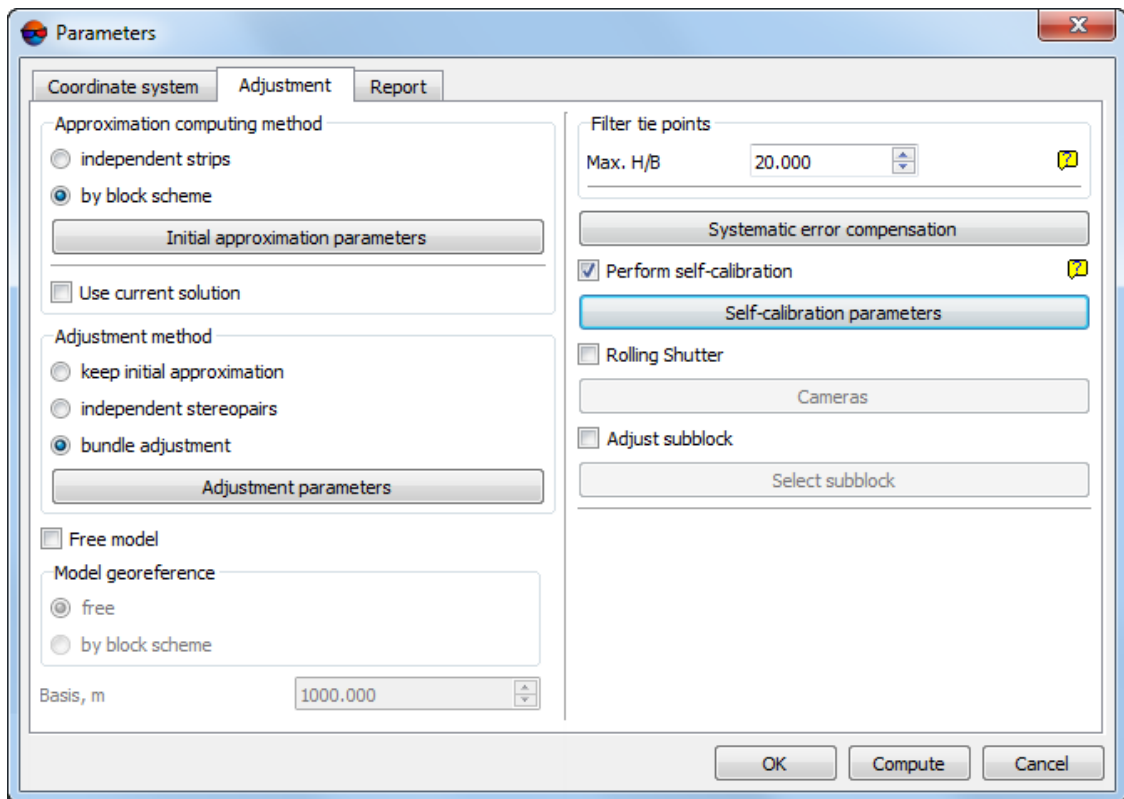 Parameters
Coordinate system Adjustment Report
Approximation computing method
independent strips
by block scheme
Initial approximation parameters
Use current solution
Adjustment method
keep initial approximation
independent stereopairs
bundle adjustment
Adjustment parameters
Free model
Model georeference
free
by block scheme
Basis, m 1000.000
Filter tie points
Max. H/B 20.000 ?
Systematic error compensation
Perform self-calibration ?
Self-calibration parameters
Rolling Shutter
Cameras
Adjust subblock
Select subblock
OK Compute Cancel